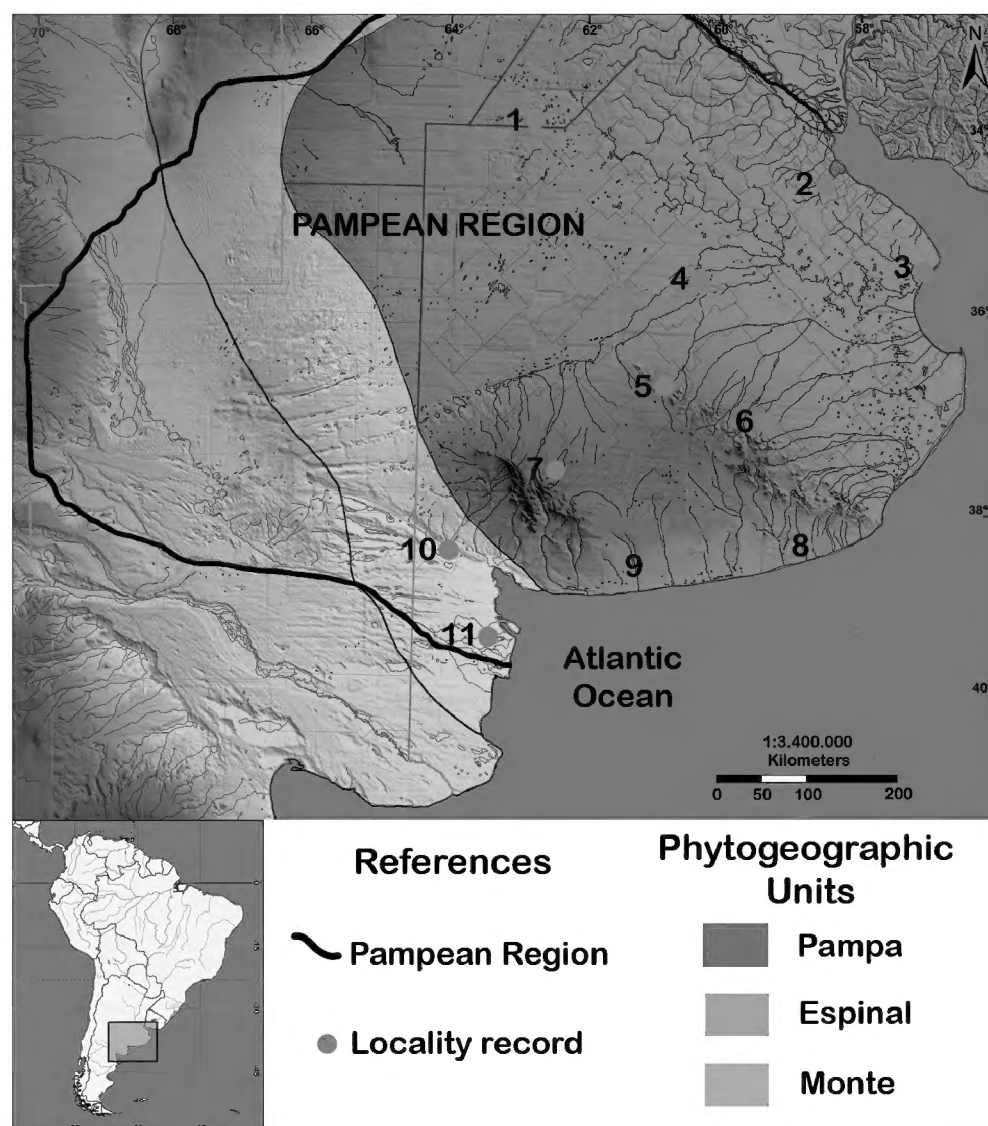 70° 68° 66° 64° 62° 60° 58°
N
1
34°
2
PAMPEAN REGION
3
4
36°
5
6
7
38°
10
9
8
11
Atlantic
Ocean
40°
1:3.400.000
Kilometers
0 50 100 200
References
Phytogeographic
Units
Pampean Region
Pampa
Espinal
Locality record
Monte